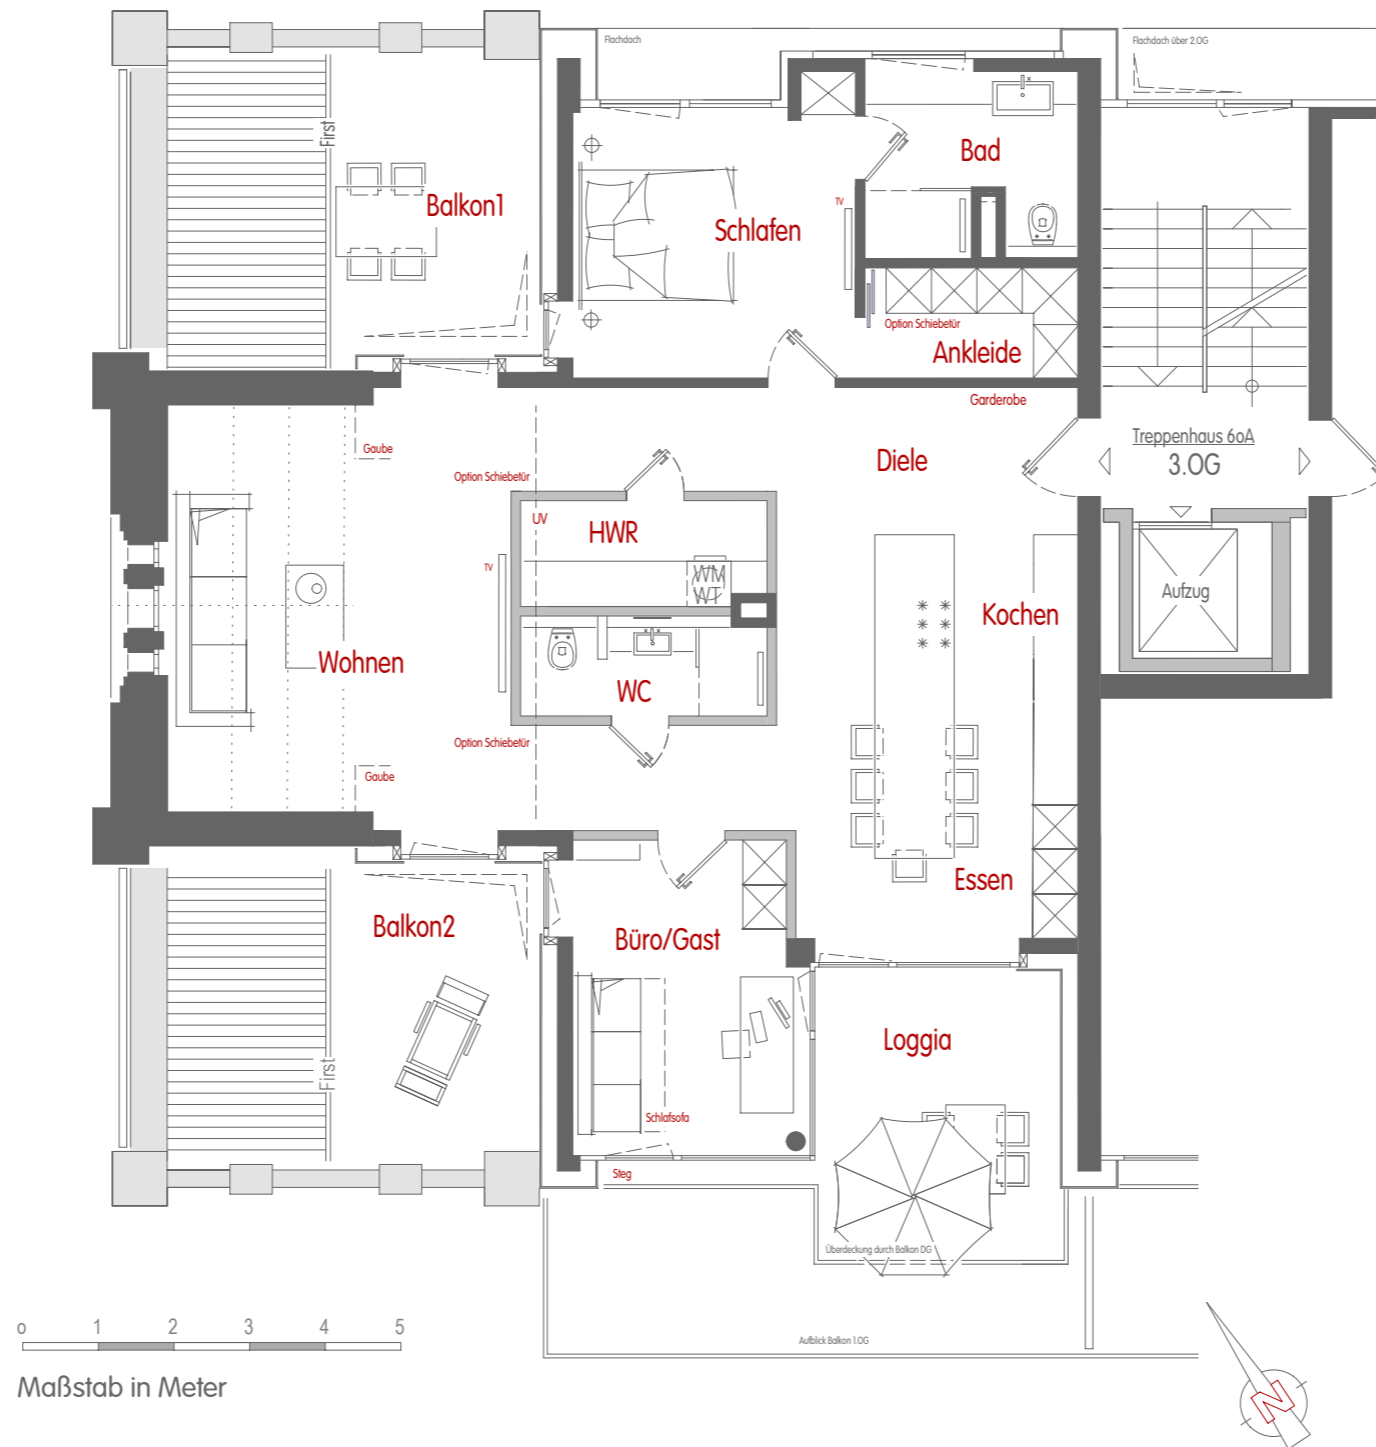 Flachdach
Flachdach über 2.OG
First
Bad
Balkon1
TV
Schlafen
Option Schiebetür
Ankleide
Garderobe
Treppenhaus 60A
3.OG
Gaube
Diele
Option Schiebetür
UV
HWR
TV
WM
WT
Aufzug
Kochen
Wohnen
WC
Option Schiebetür
Gaube
Essen
Balkon2
Büro/Gast
Loggia
First
Schlafsofa
Steg
Überdeckung durch Balkon DG
0 1 2 3 4 5
Aufblick Balkon 1.OG
Maßstab in Meter
N